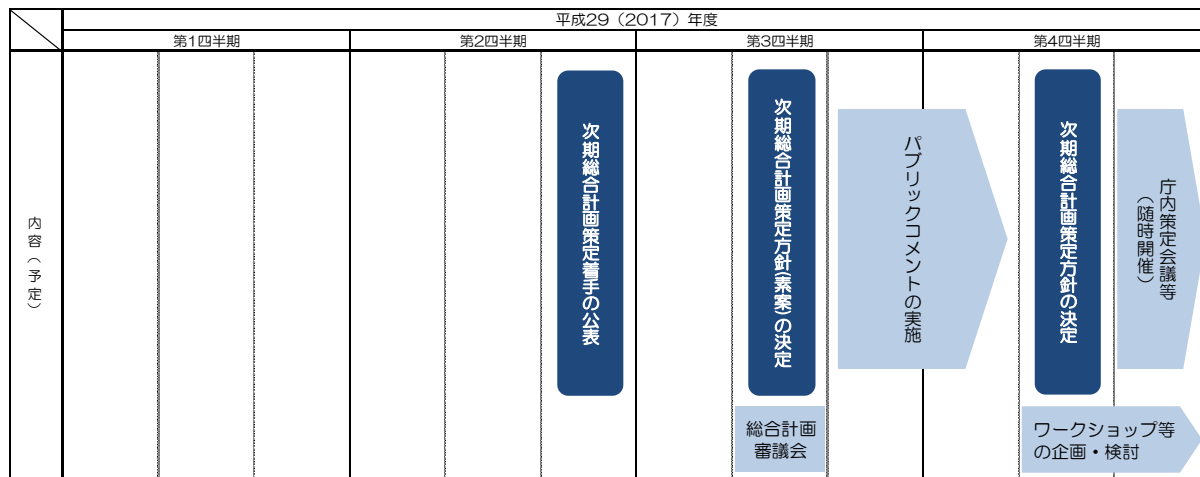 平成29（2017）年度
第1四半期
第2四半期
第3四半期
第4四半期
内容（予定）
次期総合計画策定着手の公表
次期総合計画策定方針(素案)の決定
パブリックコメントの実施
次期総合計画策定方針の決定
庁内策定会議等
（随時開催）
総合計画
審議会
ワークショップ等
の企画・検討